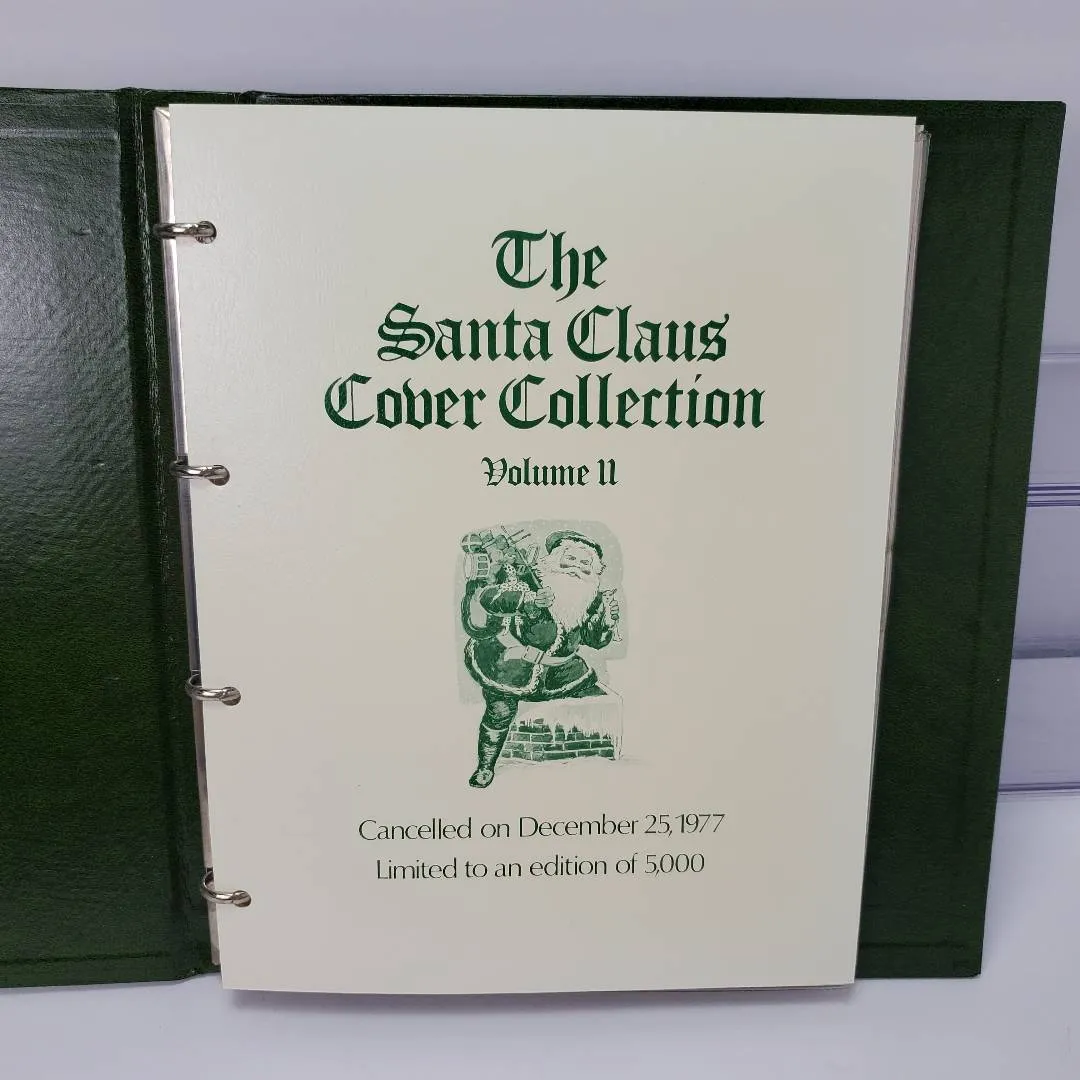 The
Santa Claus
Cover Collection
Volume II
Cancelled on December 25, 1977
Limited to an edition of 5,000